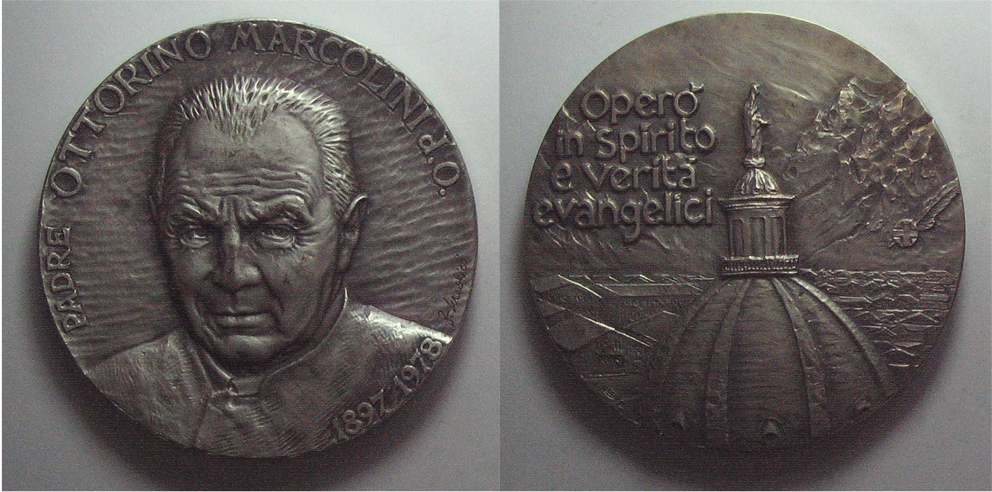 PADRE OTTORINO MARCOLINI d.O.
1897-1978
Operò
in Spirito
e verità
evangelici